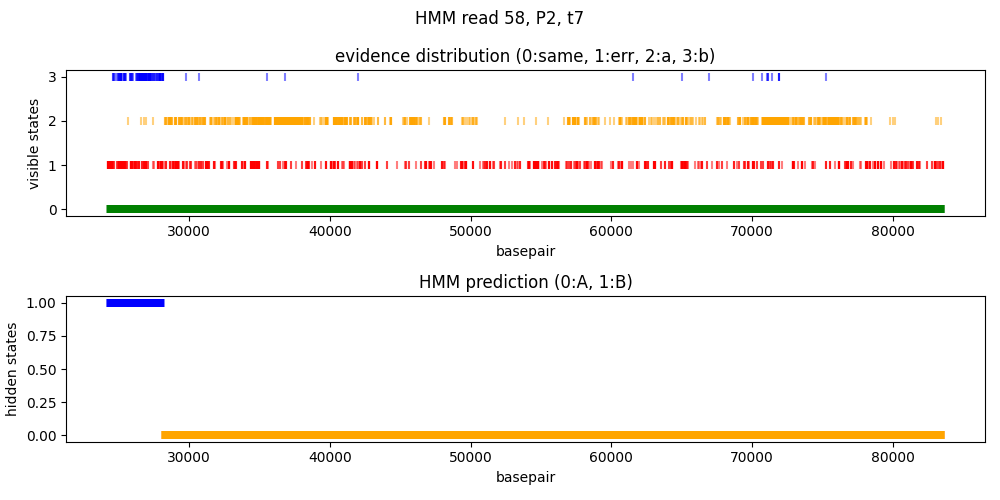 HMM read 58, P2, t7
evidence distribution (0:same, 1:err, 2:a, 3:b)
visible states
3
2
1
0
30000 40000 50000 60000 70000 80000
basepair
HMM prediction (0:A, 1:B)
hidden states
1.00
0.75
0.50
0.25
0.00
30000 40000 50000 60000 70000 80000
basepair